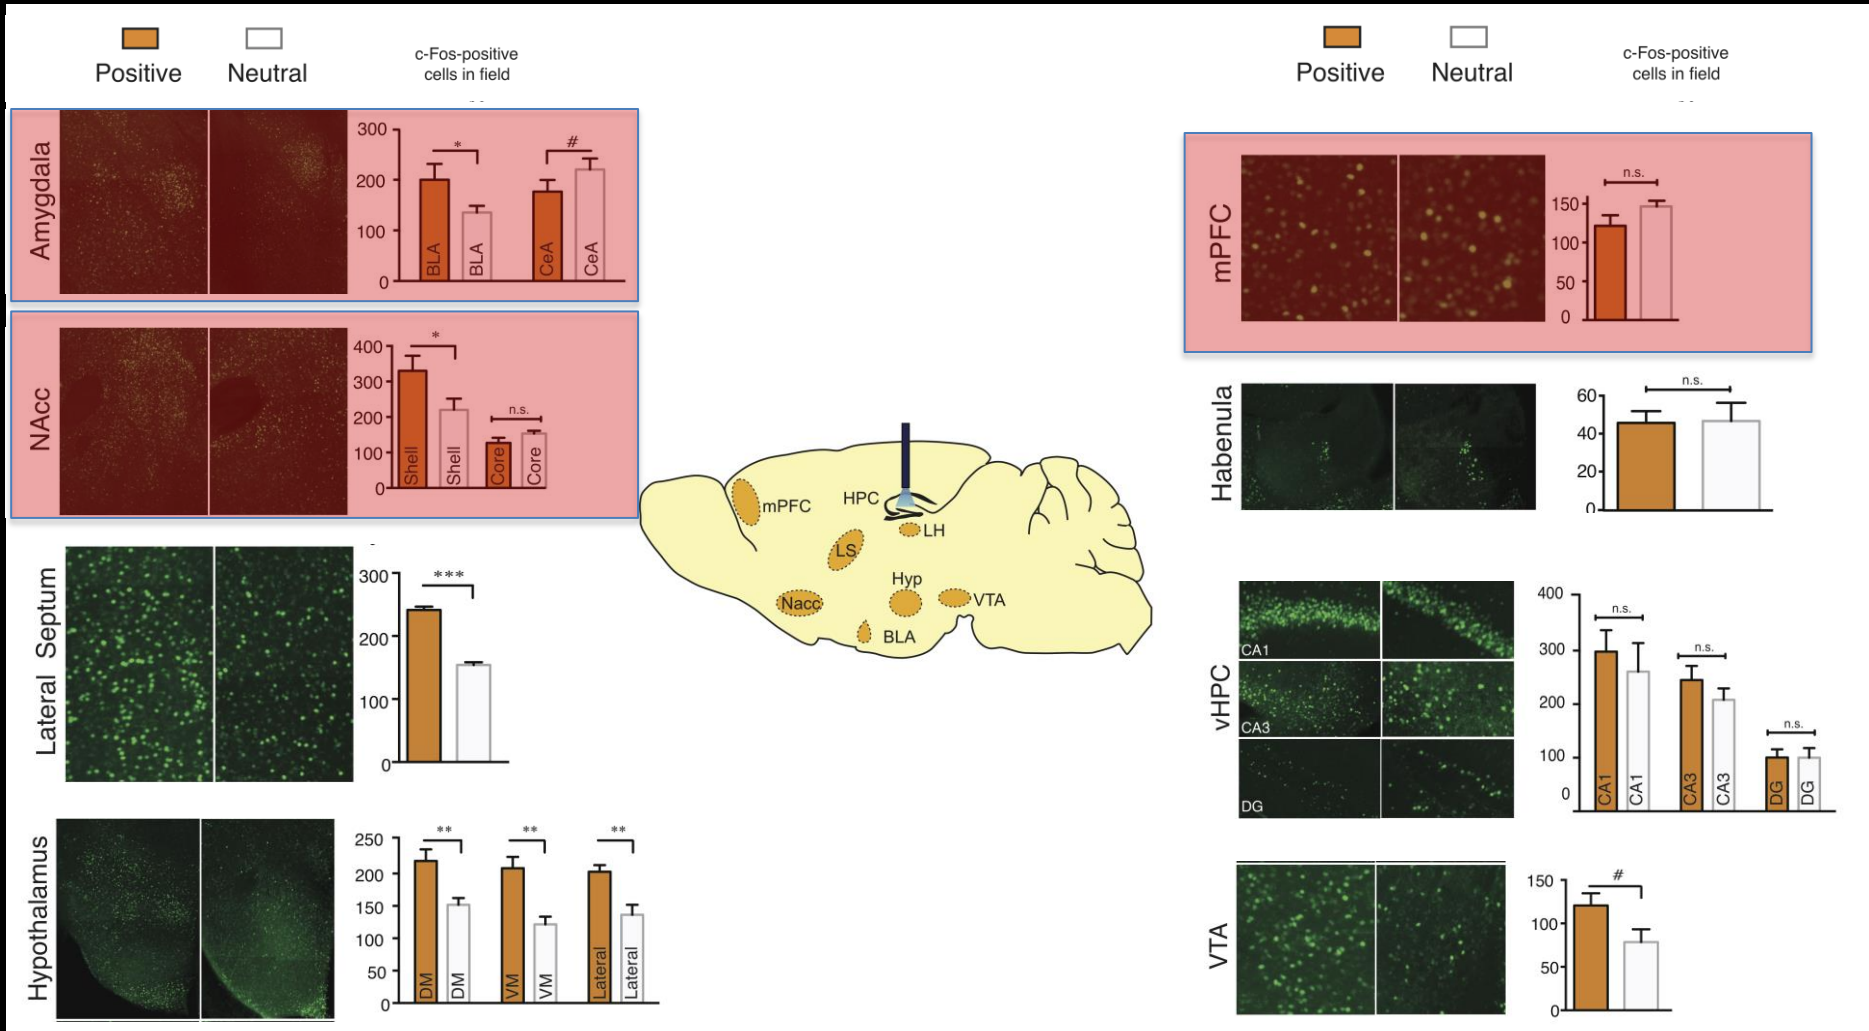 Positive
Neutral
c-Fos-positive
cells in field
Amygdala
300
200
100
0
*
#
BLA
BLA
CeA
CeA
NAcc
400
300
200
100
0
*
n.s.
Shell
Shell
Core
Core
Lateral Septum
300
200
100
0
***
Hypothalamus
250
200
150
100
50
0
**
**
**
DM
DM
VM
VM
Lateral
Lateral
mPFC
HPC
LH
LS
Hyp
Nacc
VTA
BLA
Positive
Neutral
c-Fos-positive
cells in field
mPFC
150
100
50
0
n.s.
Habenula
60
40
20
0
n.s.
vHPC
CA1
CA3
DG
400
300
200
100
0
n.s.
n.s.
n.s.
CA1
CA1
CA3
CA3
DG
DG
VTA
150
100
50
0
#